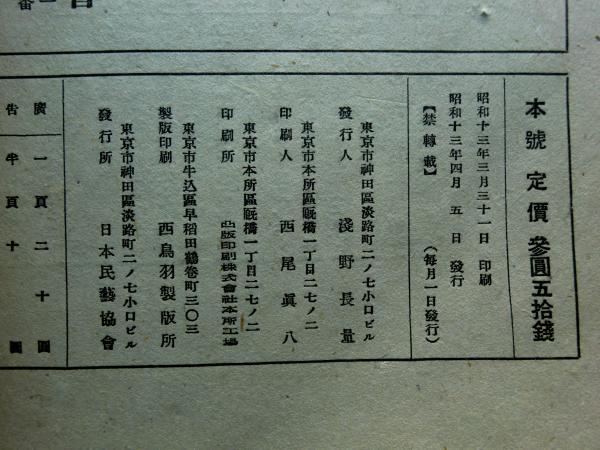 本號定價參圓五拾錢
昭和十三年三月三十一日 印刷
昭和十三年四月 五 日 發行
【禁轉載】 (每月一日發行)
東京市神田區淡路町二ノ七小口ビル
發行人 淺野長量
東京市本所區厩橋一丁目二七ノ二
印刷人 西尾眞八
東京市本所區厩橋一丁目二七ノ二
印刷所 凸版印刷株式會社本所工場
東京市牛込區早稻田鶴卷町三〇三
製版印刷 西鳥羽製版所
東京市神田區淡路町二ノ七小口ビル
發行所 日本民藝協會
廣 一頁二十圓
告 半頁十圓